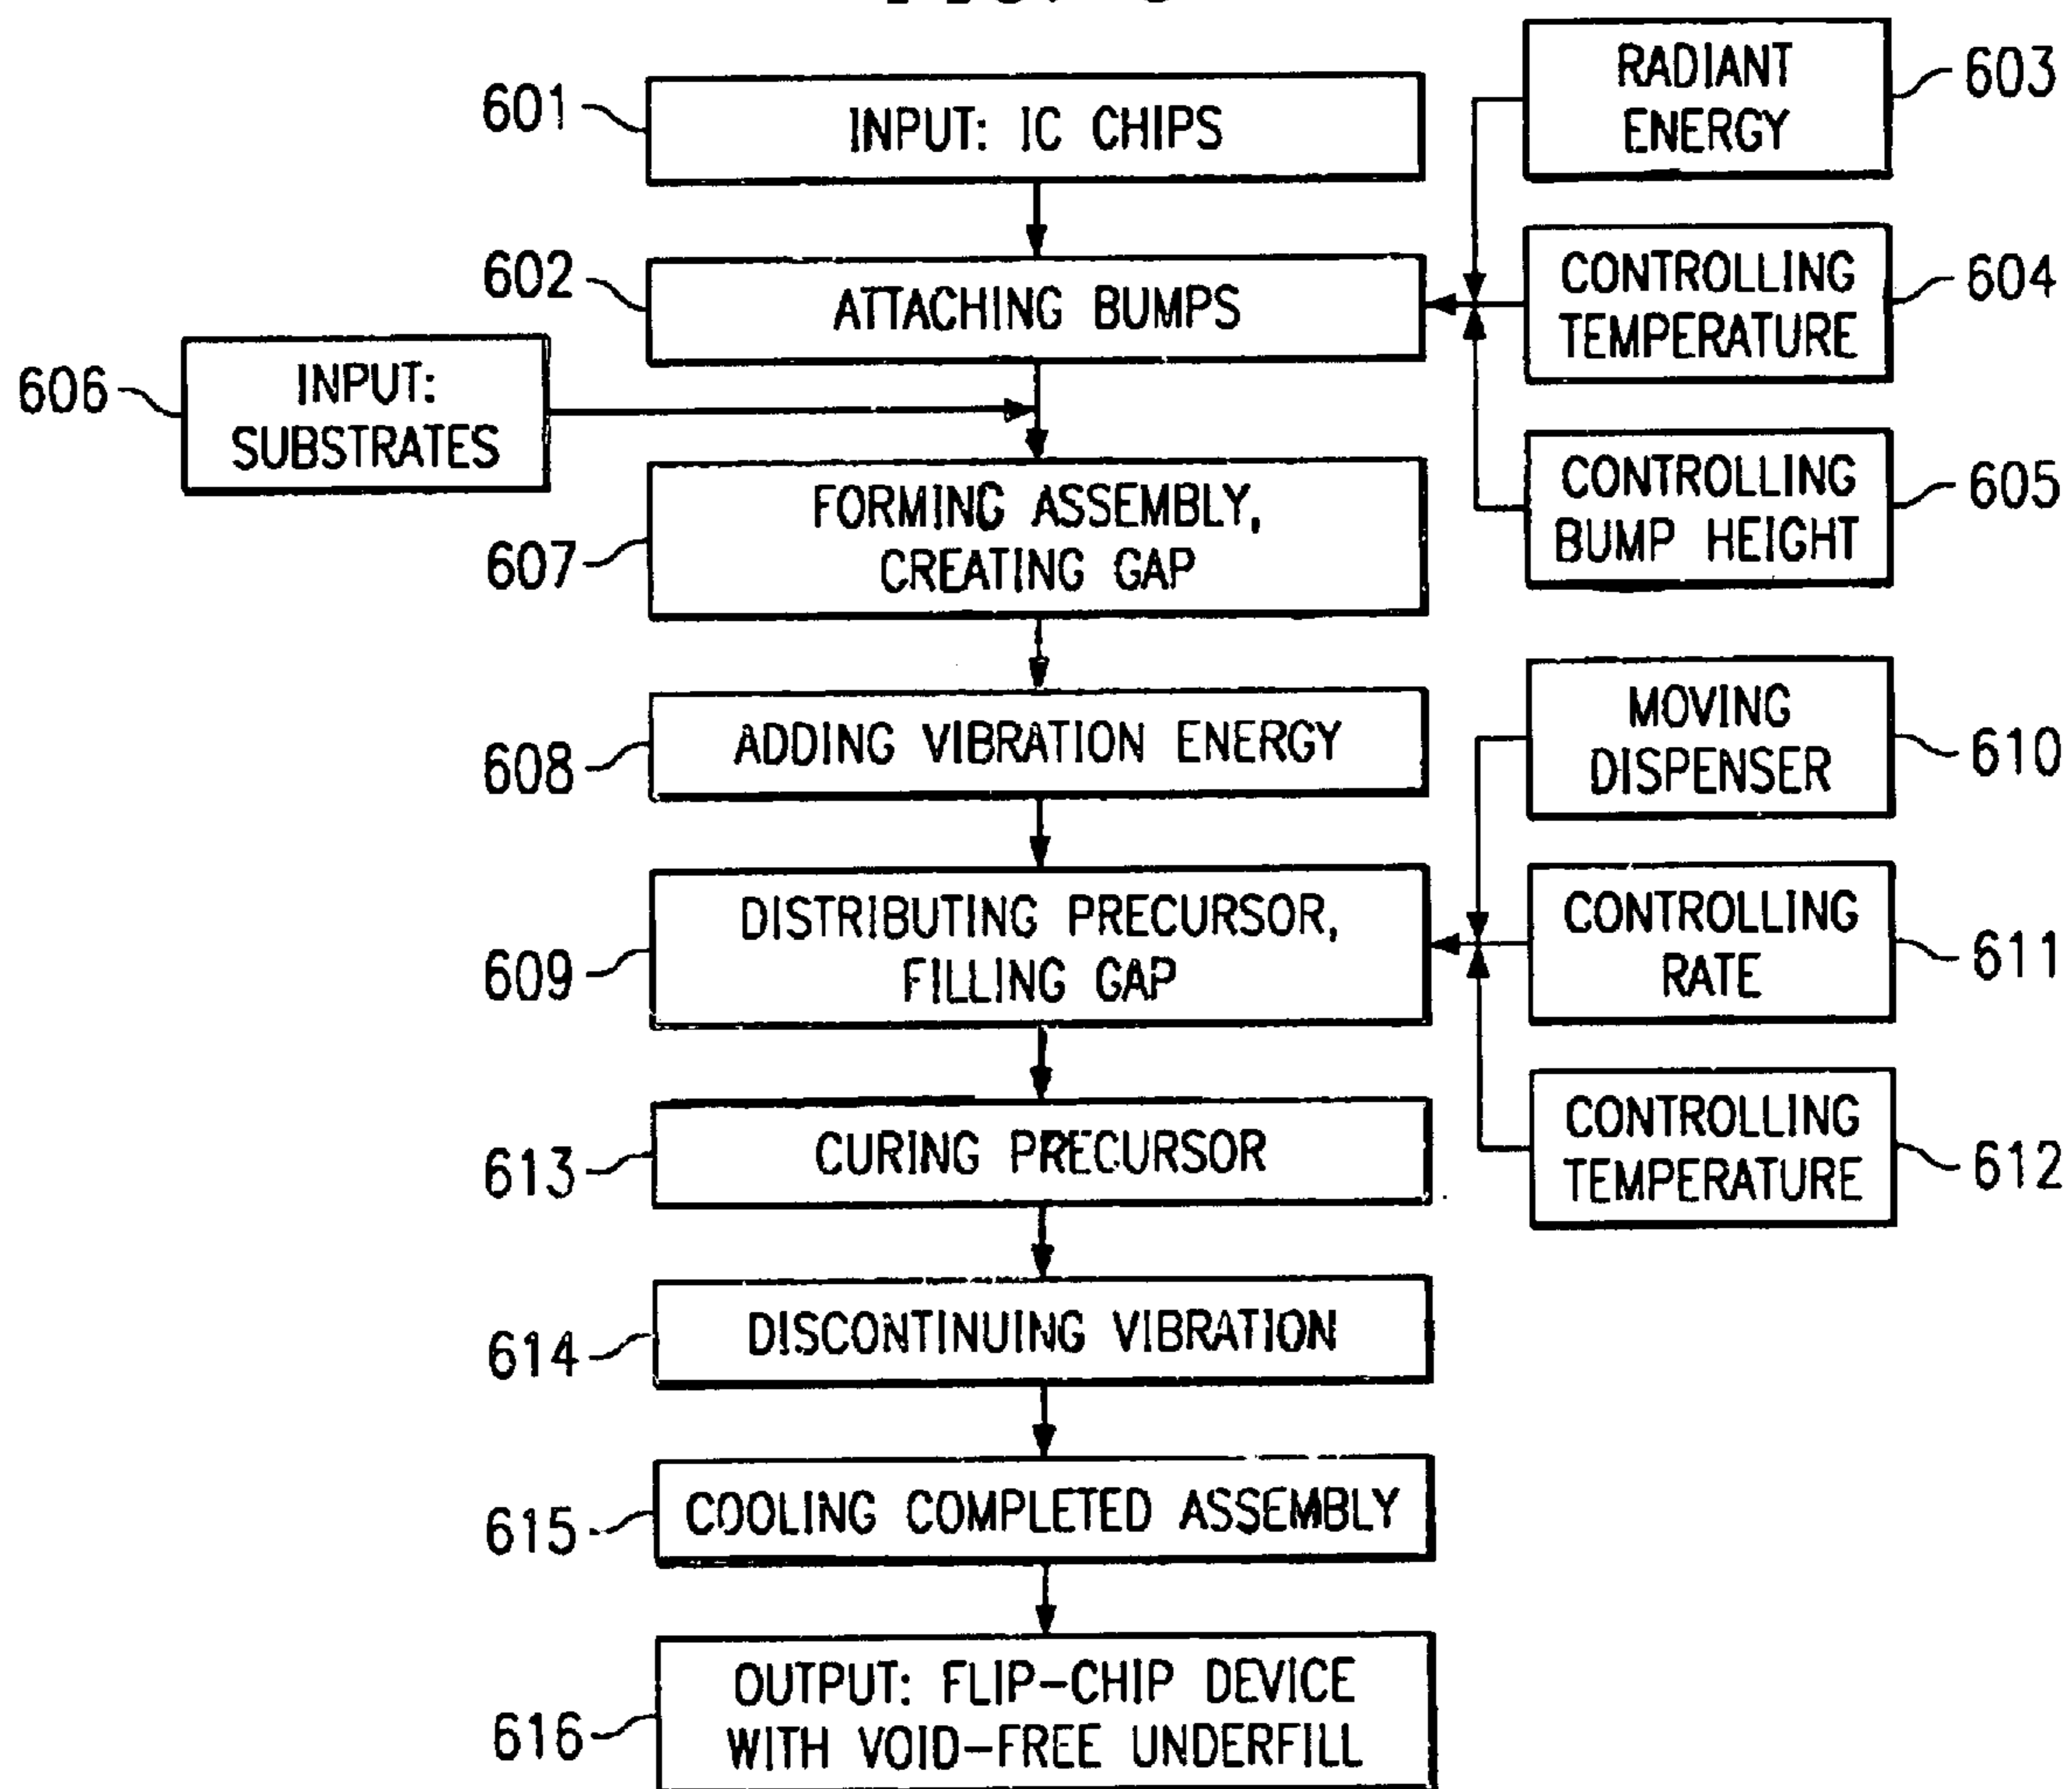 601
INPUT: IC CHIPS
RADIANT
ENERGY
603
602
ATTACHING BUMPS
CONTROLLING
TEMPERATURE
604
606
INPUT:
SUBSTRATES
CONTROLLING
BUMP HEIGHT
605
607
FORMING ASSEMBLY,
CREATING GAP
608
ADDING VIBRATION ENERGY
MOVING
DISPENSER
610
609
DISTRIBUTING PRECURSOR,
FILLING GAP
CONTROLLING
RATE
611
613
CURING PRECURSOR
CONTROLLING
TEMPERATURE
612
614
DISCONTINUING VIBRATION
615
COOLING COMPLETED ASSEMBLY
616
OUTPUT: FLIP-CHIP DEVICE
WITH VOID-FREE UNDERFILL